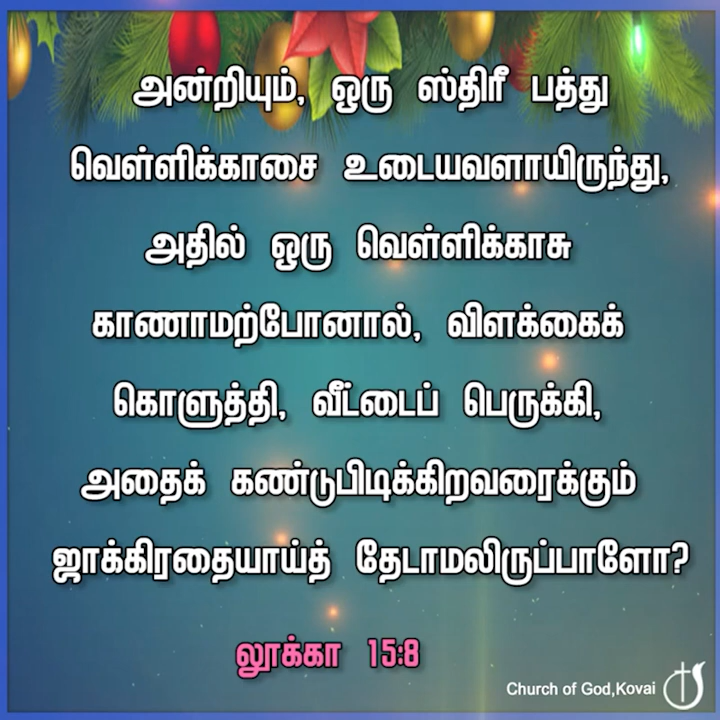 அன்றியும், ஒரு ஸ்திரீ பத்து
வெள்ளிக்காசை உடையவளாயிருந்து,
அதில் ஒரு வெள்ளிக்காசு
காணாமற்போனால், விளக்கைக்
கொளுத்தி, வீட்டைப் பெருக்கி,
அதைக் கண்டுபிடிக்கிறவரைக்கும்
ஜாக்கிரதையாய்த் தேடாமலிருப்பாளோ?
லூக்கா 15:8
Church of God,Kovai